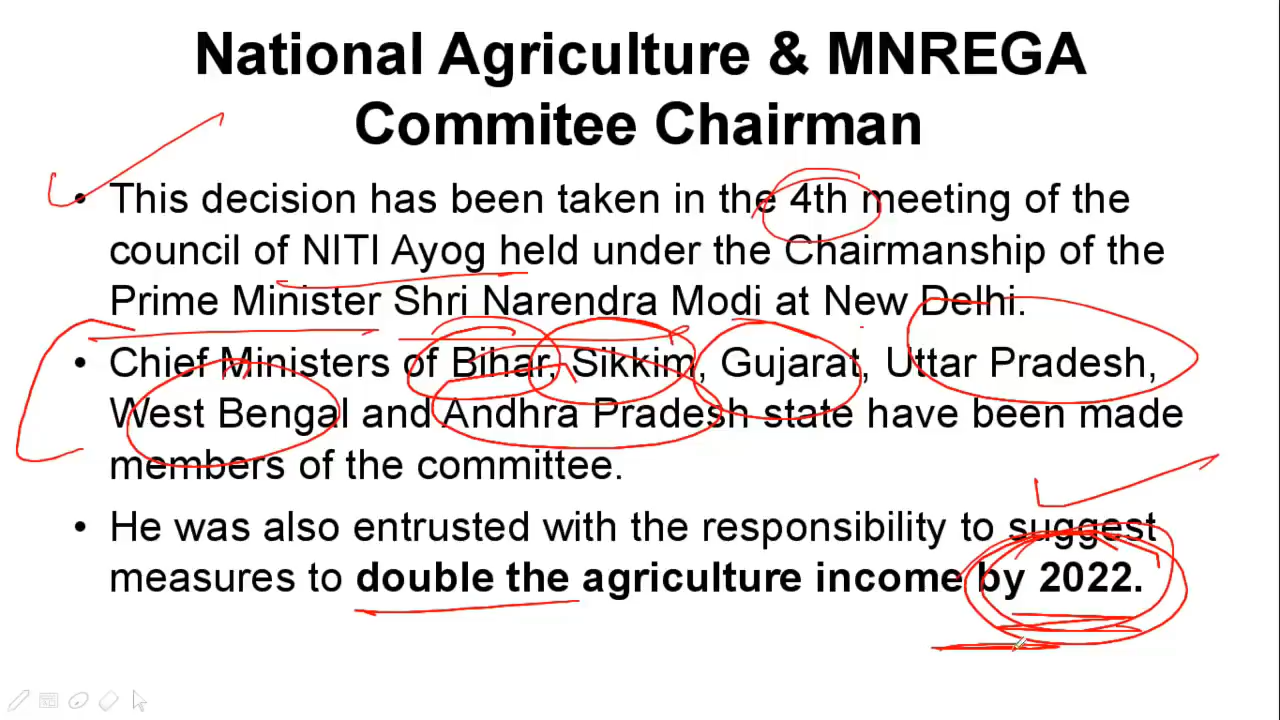 National Agriculture & MNREGA
Commitee Chairman
• This decision has been taken in the 4th meeting of the
council of NITI Ayog held under the Chairmanship of the
Prime Minister Shri Narendra Modi at New Delhi.
• Chief Ministers of Bihar, Sikkim, Gujarat, Uttar Pradesh,
West Bengal and Andhra Pradesh state have been made
members of the committee.
• He was also entrusted with the responsibility to suggest
measures to double the agriculture income by 2022.